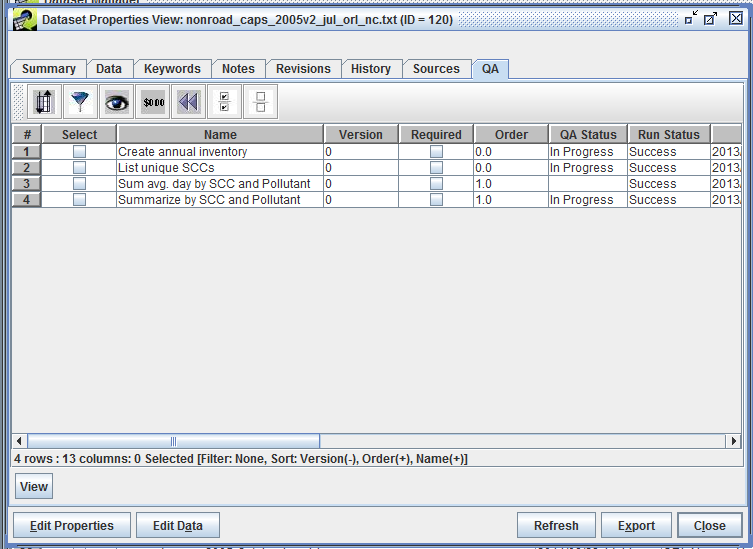 Dataset Properties View: nonroad_caps_2005v2_jul_orl_nc.txt (ID = 120)
Summary Data Keywords Notes Revisions History Sources QA
$0.00
# Select Name Version Required Order QA Status Run Status
1 Create annual inventory 0 0.0 In Progress Success 2013/
2 List unique SCCs 0 0.0 In Progress Success 2013/
3 Sum avg. day by SCC and Pollutant 0 1.0 Success 2013/
4 Summarize by SCC and Pollutant 0 1.0 In Progress Success 2013/
4 rows : 13 columns: 0 Selected [Filter: None, Sort: Version(-), Order(+), Name(+)]
View
Edit Properties Edit Data Refresh Export Close